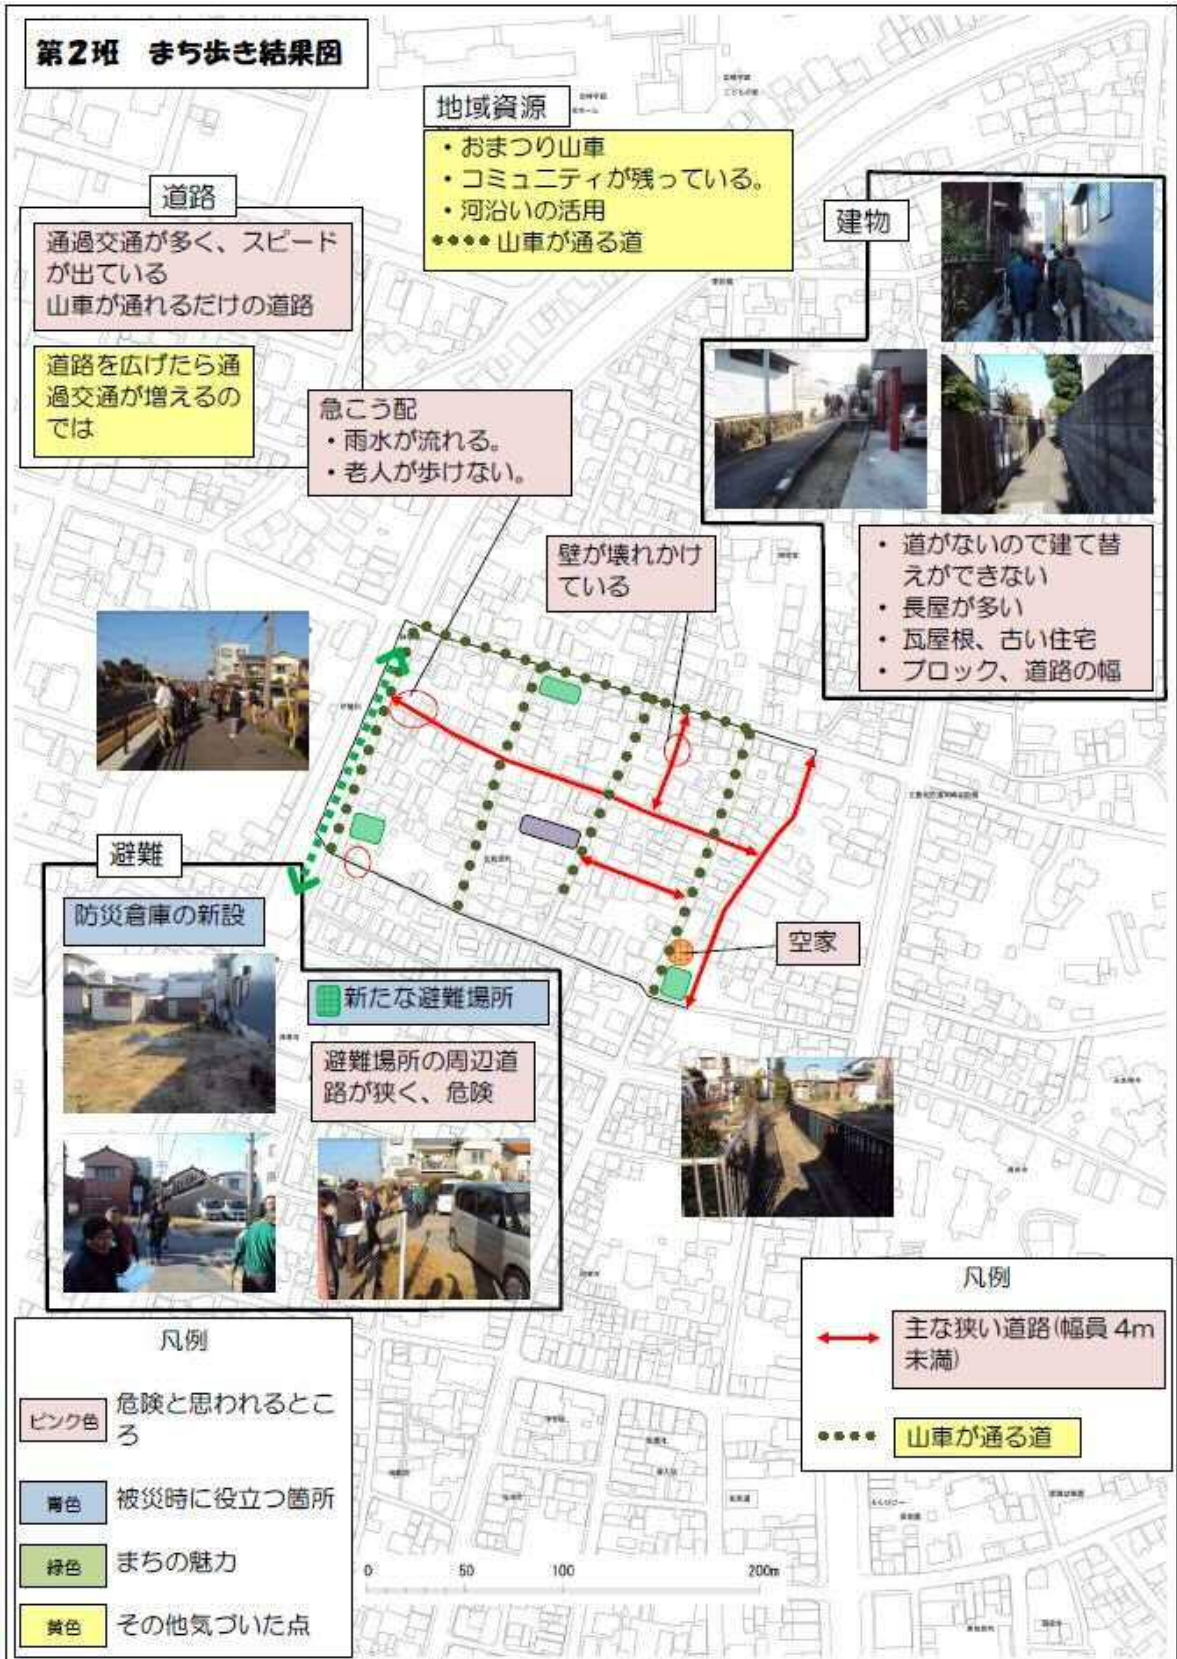 第2班　まち歩き結果図
地域資源
・おまつり山車
・コミュニティが残っている。
・河沿いの活用
山車が通る道
道路
通過交通が多く、スピード
が出ている
山車が通れるだけの道路
道路を広げたら通
過交通が増えるの
では
急こう配
・雨水が流れる。
・老人が歩けない。
建物
・道がないので建て替
えができない
・長屋が多い
・瓦屋根、古い住宅
・ブロック、道路の幅
壁が壊れかけ
ている
避難
防災倉庫の新設
新たな避難場所
避難場所の周辺道
路が狭く、危険
空家
凡例
主な狭い道路(幅員 4m
未満)
山車が通る道
凡例
ピンク色
危険と思われるとこ
ろ
青色
被災時に役立つ箇所
緑色
まちの魅力
黄色
その他気づいた点
0 50 100 200m